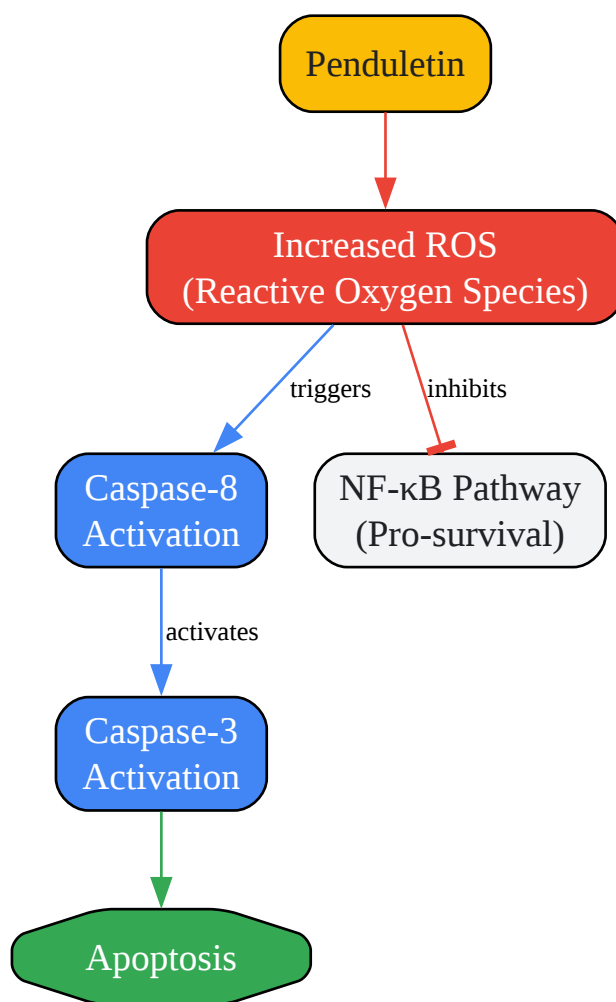 Penduletin
Increased ROS
(Reactive Oxygen Species)
triggers
inhibits
Caspase-8
Activation
NF-κB Pathway
(Pro-survival)
activates
Caspase-3
Activation
Apoptosis